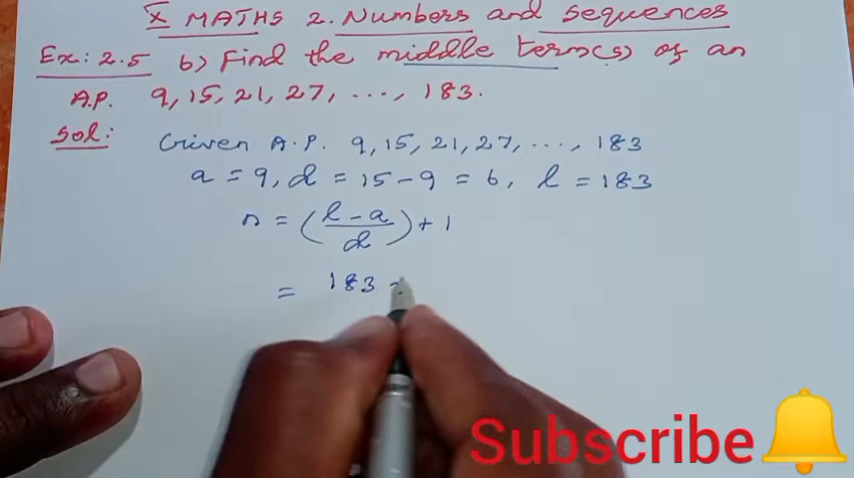 X MATHS 2. Numbers and Sequences
Ex: 2.5 6) Find the middle term(s) of an
A.P. 9, 15, 21, 27, ..., 183.
Sol:
Given A.P. 9, 15, 21, 27, ..., 183
a = 9, d = 15 - 9 = 6, l = 183
n = (l - a / d) + 1
= 183 -
Subscribe